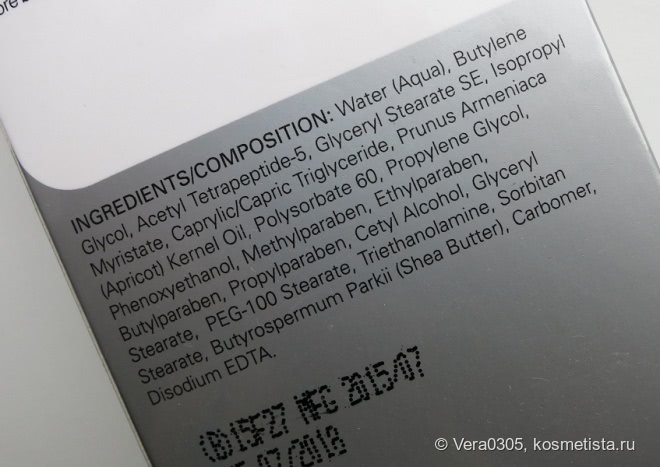 INGREDIENTS/COMPOSITION: Water (Aqua), Butylene
Glycol, Acetyl Tetrapeptide-5, Glyceryl Stearate SE, Isopropyl
Myristate, Caprylic/Capric Triglyceride, Prunus Armeniaca
(Apricot) Kernel Oil, Polysorbate 60, Propylene Glycol,
Phenoxyethanol, Methylparaben, Ethylparaben,
Butylparaben, Propylparaben, Cetyl Alcohol, Glyceryl
Stearate, PEG-100 Stearate, Triethanolamine, Sorbitan
Stearate, Butyrospermum Parkii (Shea Butter), Carbomer,
Disodium EDTA.
(B)15F27 MFG 2015/07
07/2018
© Vera0305, kosmetista.ru